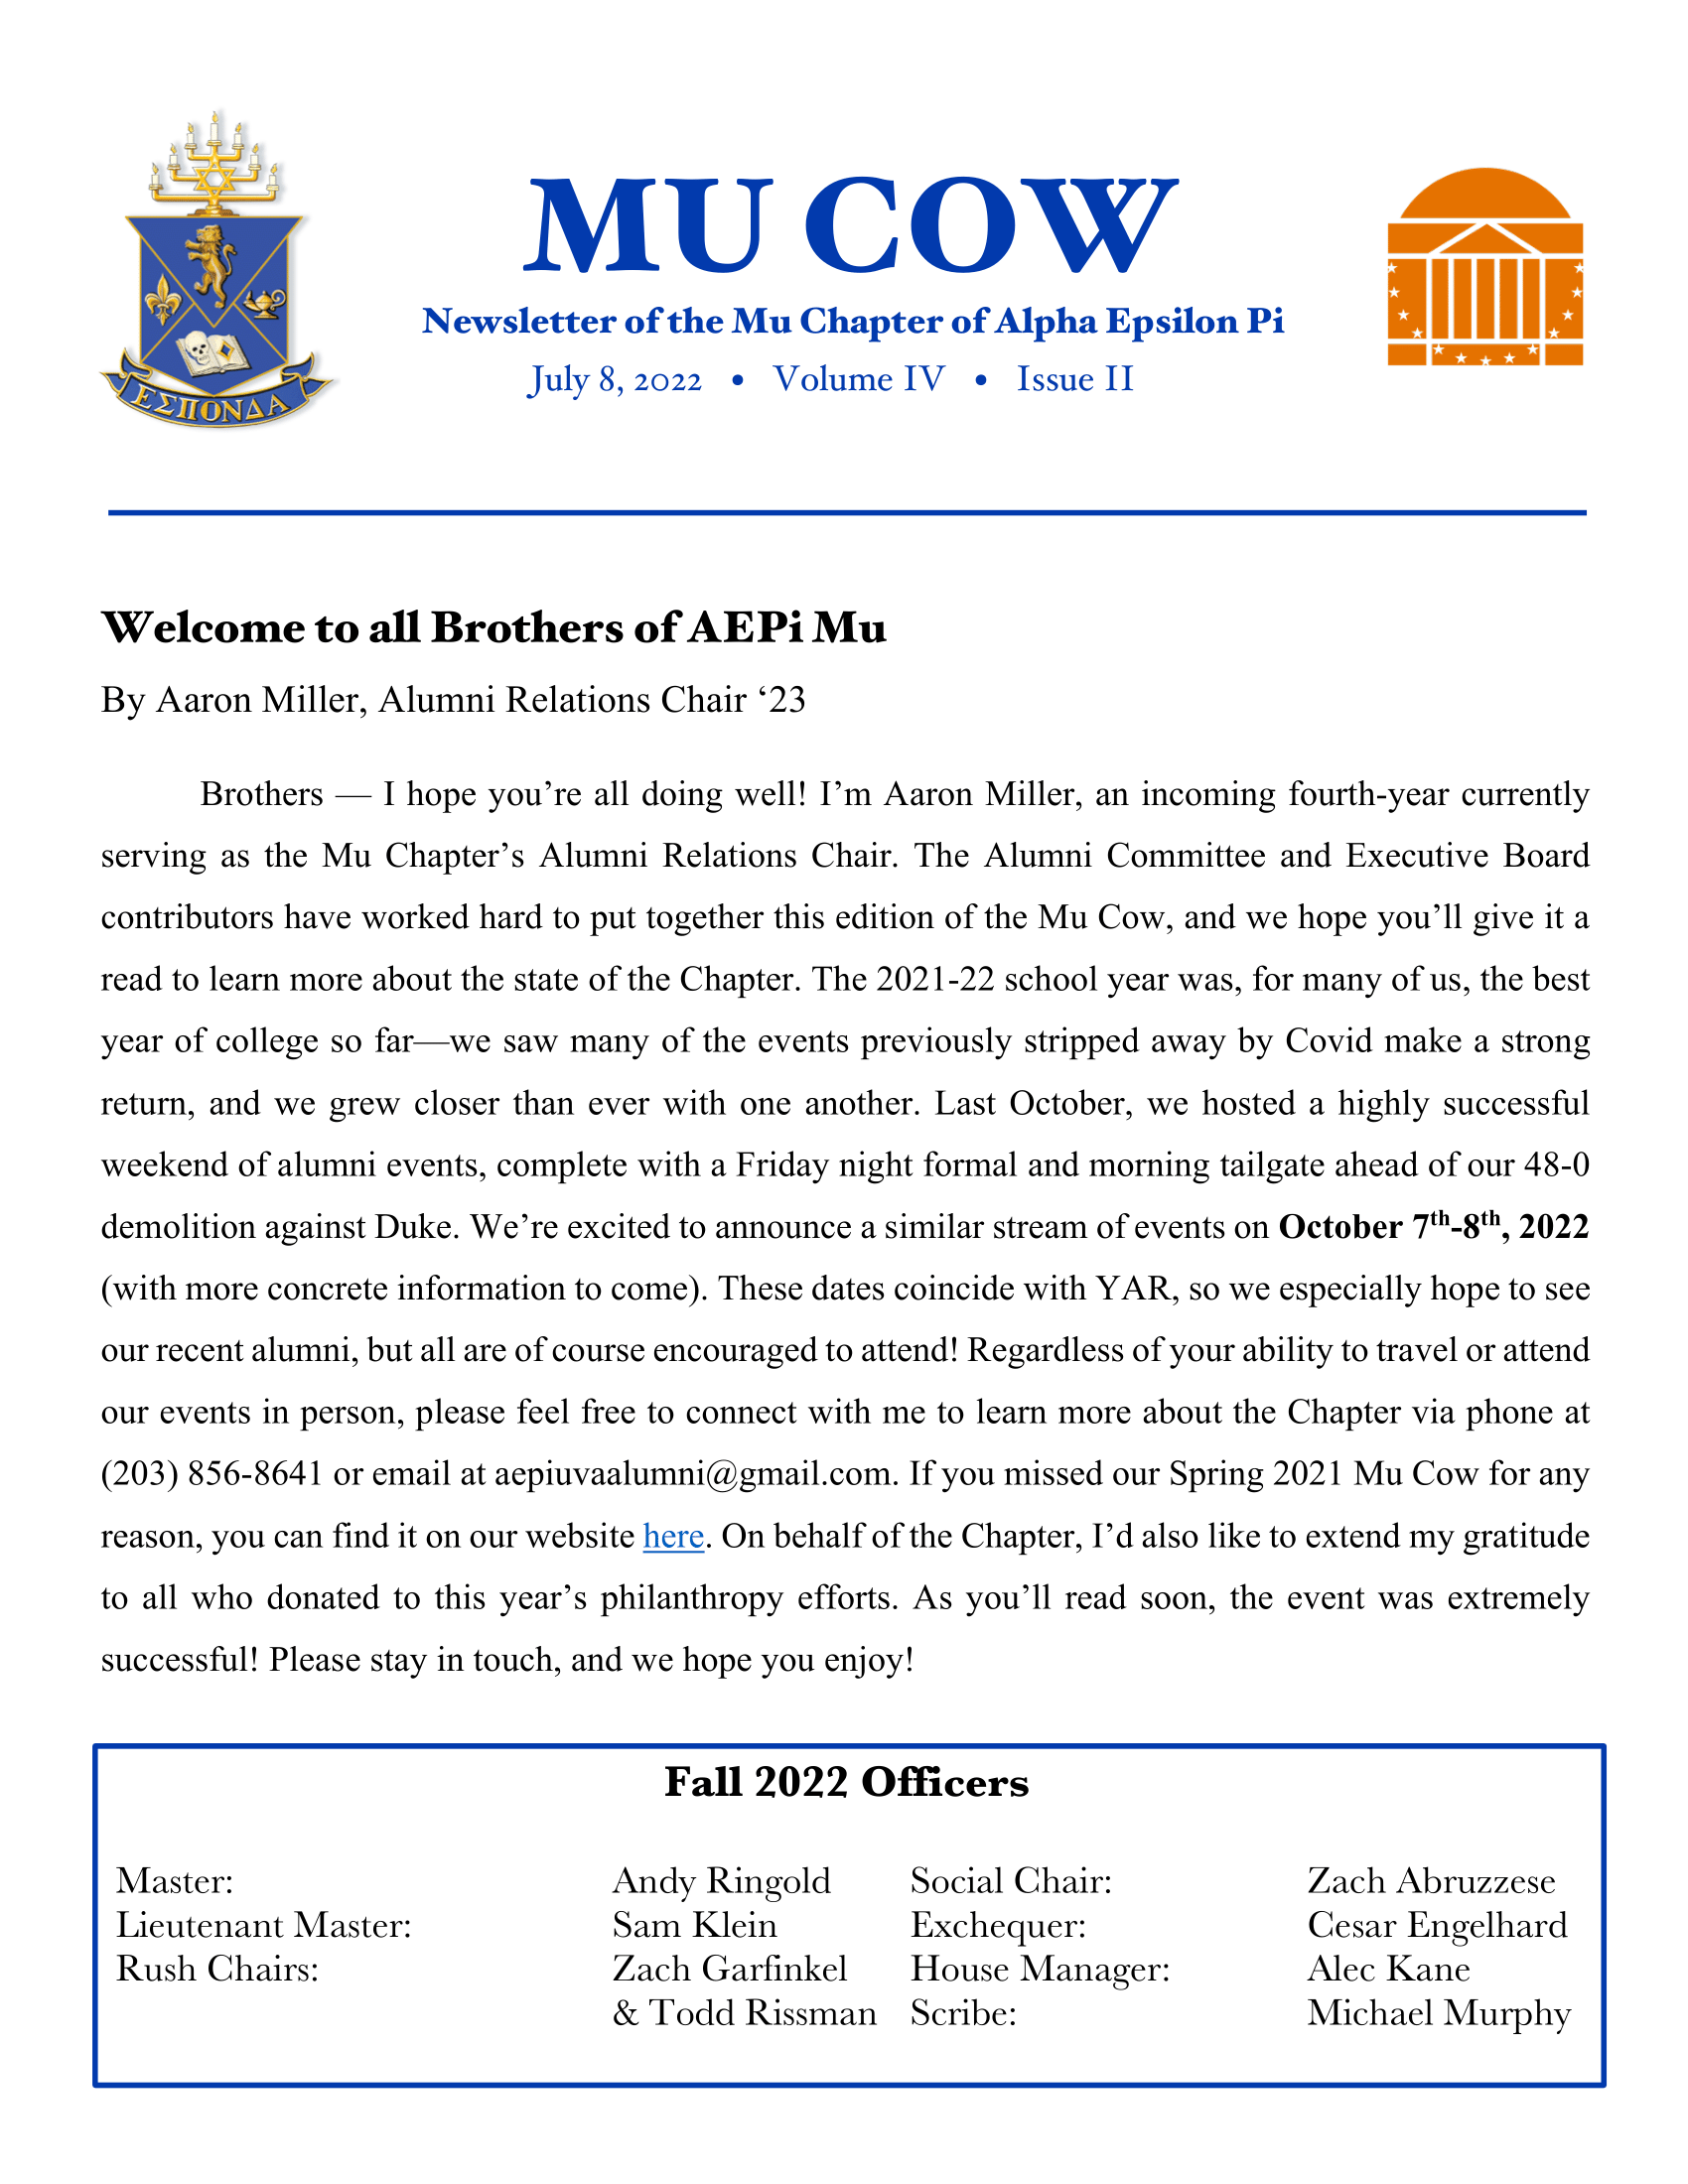 MU COW
Newsletter of the Mu Chapter of Alpha Epsilon Pi
July 8, 2022 • Volume IV • Issue II
ΕΣΠΟΝΔΑ
Welcome to all Brothers of AEPi Mu
By Aaron Miller, Alumni Relations Chair ‘23
Brothers — I hope you’re all doing well! I’m Aaron Miller, an incoming fourth-year currently
serving as the Mu Chapter’s Alumni Relations Chair. The Alumni Committee and Executive Board
contributors have worked hard to put together this edition of the Mu Cow, and we hope you’ll give it a
read to learn more about the state of the Chapter. The 2021-22 school year was, for many of us, the best
year of college so far—we saw many of the events previously stripped away by Covid make a strong
return, and we grew closer than ever with one another. Last October, we hosted a highly successful
weekend of alumni events, complete with a Friday night formal and morning tailgate ahead of our 48-0
demolition against Duke. We’re excited to announce a similar stream of events on October 7th-8th, 2022
(with more concrete information to come). These dates coincide with YAR, so we especially hope to see
our recent alumni, but all are of course encouraged to attend! Regardless of your ability to travel or attend
our events in person, please feel free to connect with me to learn more about the Chapter via phone at
(203) 856-8641 or email at aepiuvaalumni@gmail.com. If you missed our Spring 2021 Mu Cow for any
reason, you can find it on our website here. On behalf of the Chapter, I’d also like to extend my gratitude
to all who donated to this year’s philanthropy efforts. As you’ll read soon, the event was extremely
successful! Please stay in touch, and we hope you enjoy!
Fall 2022 Officers
Master: Andy Ringold Social Chair: Zach Abruzzese
Lieutenant Master: Sam Klein Exchequer: Cesar Engelhard
Rush Chairs: Zach Garfinkel House Manager: Alec Kane
& Todd Rissman Scribe: Michael Murphy